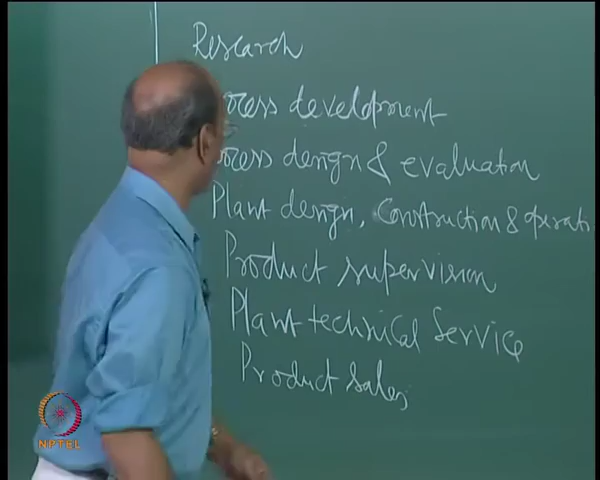 Research
ocess development
ocess design & evaluation
Plant design, Construction & operati
Product supervision
Plant technical Service
Product sales
NPTEL